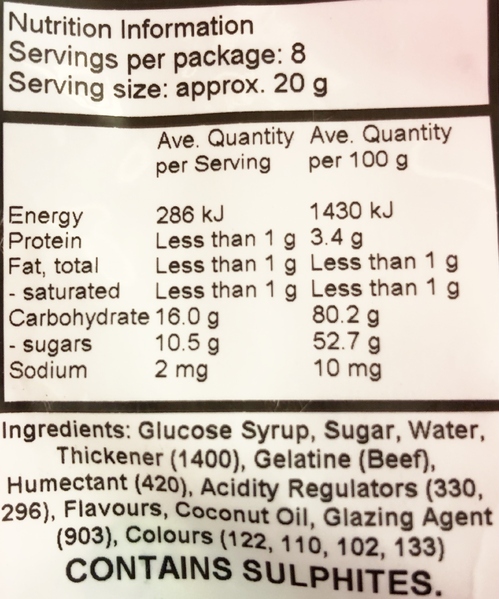 Nutrition Information
Servings per package: 8
Serving size: approx. 20 g
Ave. Quantity Ave. Quantity
per Serving per 100 g
Energy 286 kJ 1430 kJ
Protein Less than 1 g 3.4 g
Fat, total Less than 1 g Less than 1 g
- saturated Less than 1 g Less than 1 g
Carbohydrate 16.0 g 80.2 g
- sugars 10.5 g 52.7 g
Sodium 2 mg 10 mg
Ingredients: Glucose Syrup, Sugar, Water,
Thickener (1400), Gelatine (Beef),
Humectant (420), Acidity Regulators (330,
296), Flavours, Coconut Oil, Glazing Agent
(903), Colours (122, 110, 102, 133)
CONTAINS SULPHITES.